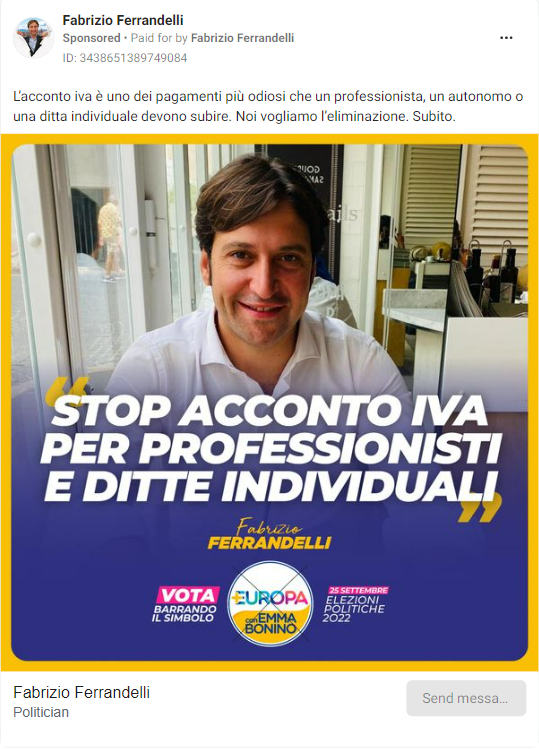 Fabrizio Ferrandelli
Sponsored • Paid for by Fabrizio Ferrandelli
ID: 3438651389749084
L'acconto iva è uno dei pagamenti più odiosi che un professionista, un autonomo o
una ditta individuale devono subire. Noi vogliamo l'eliminazione. Subito.
“STOP ACCONTO IVA
PER PROFESSIONISTI
E DITTE INDIVIDUALI”
Fabrizio
FERRANDELLI
VOTA
BARRANDO
IL SIMBOLO
+EUROPA
con EMMA
BONINO
25 SETTEMBRE
ELEZIONI
POLITICHE
2022
Fabrizio Ferrandelli
Politician
Send messa...